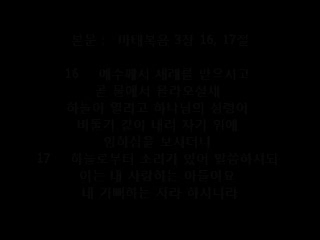 본문 : 마태복음 3장 16, 17절
16 예수께서 세례를 받으시고
곧 물에서 올라오실새
하늘이 열리고 하나님의 성령이
비둘기 같이 내려 자기 위에
임하심을 보시더니
17 하늘로부터 소리가 있어 말씀하시되
이는 내 사랑하는 아들이요
내 기뻐하는 자라 하시니라